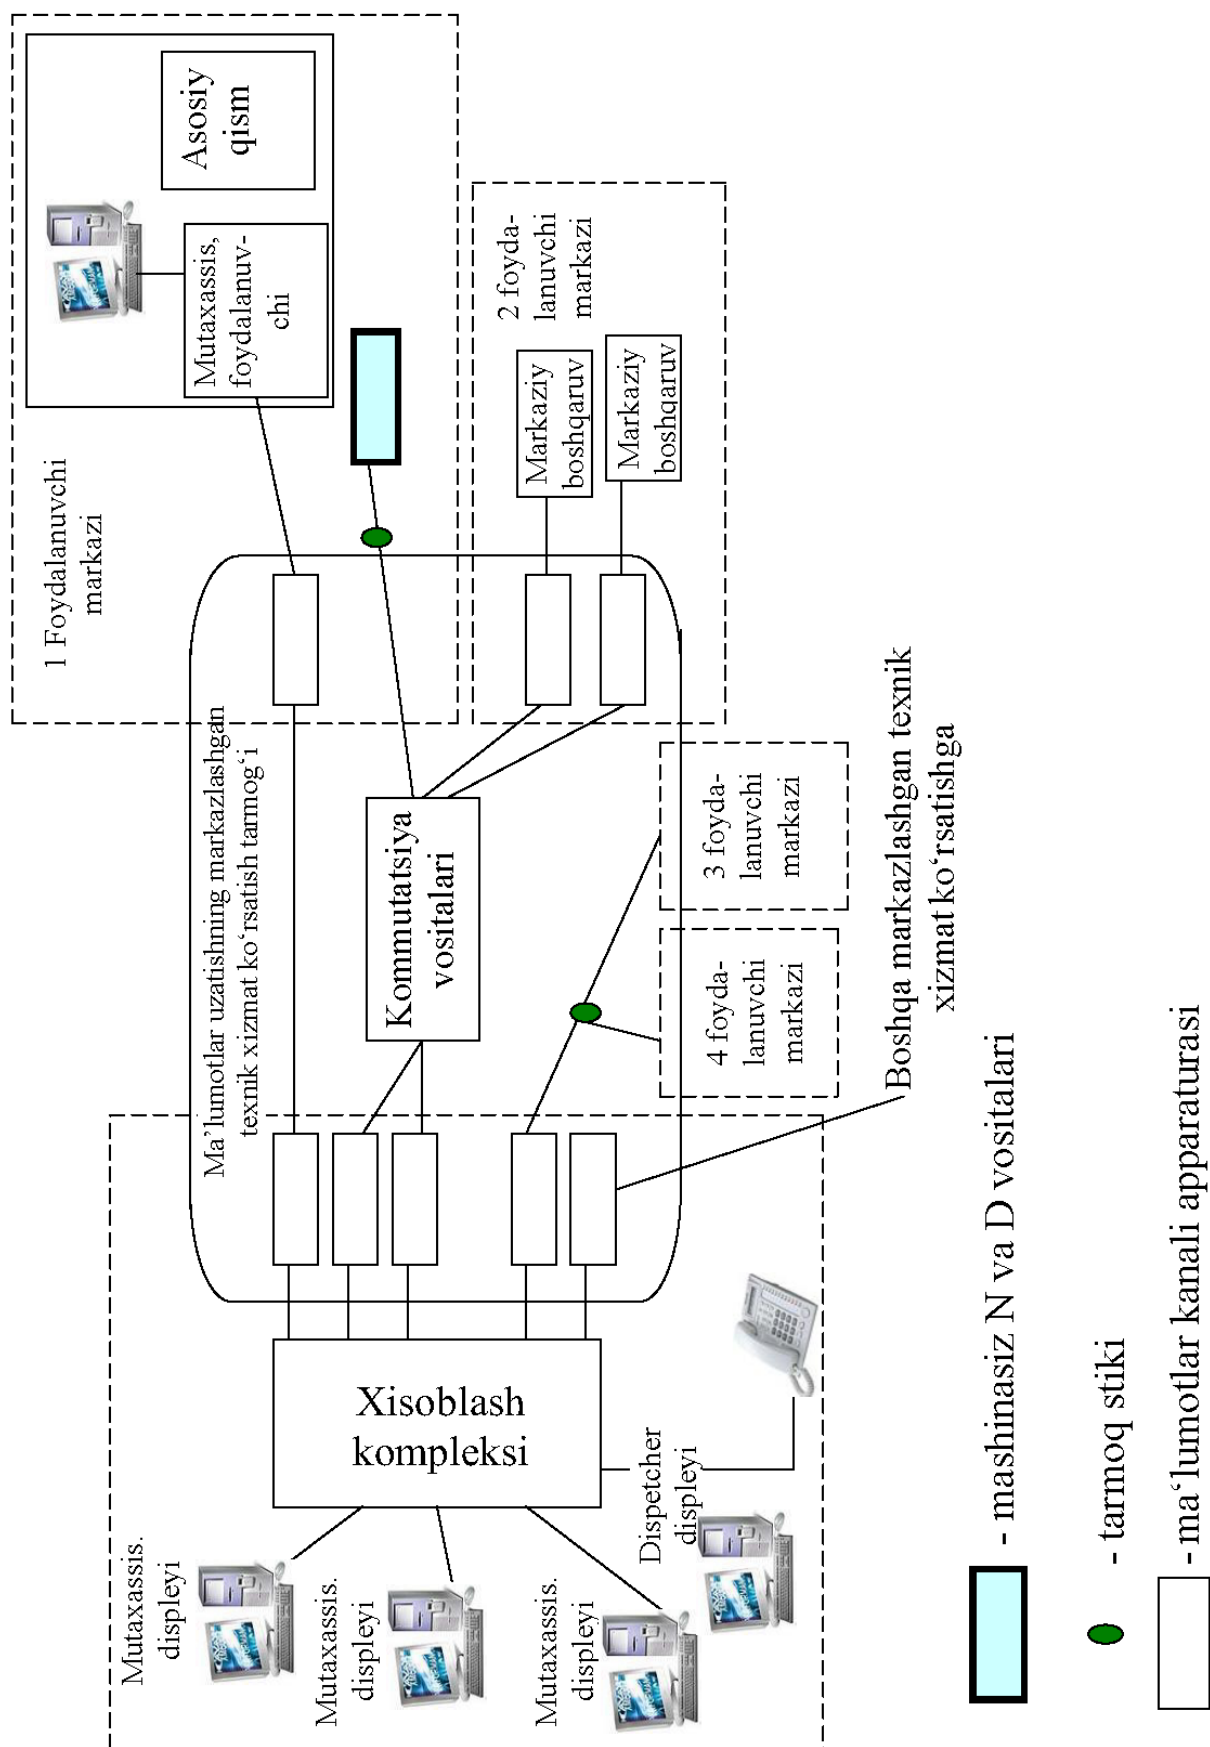 Mutaxassis.
displeyi
Mutaxassis.
displeyi
Mutaxassis.
displeyi
Dispetcher
displeyi
Xisoblash
kompleksi
Ma’lumotlar uzatishning markazlashgan
texnik xizmat ko‘rsatish tarmog‘i
Kommutatsiya
vositalari
1 Foydalanuvchi
markazi
Mutaxassis,
foydalanuv-
chi
Asosiy
qism
2 foyda-
lanuvchi
markazi
Markaziy
boshqaruv
Markaziy
boshqaruv
4 foyda-
lanuvchi
markazi
3 foyda-
lanuvchi
markazi
Boshqa markazlashgan texnik
xizmat ko‘rsatishga
- mashinasiz N va D vositalari
- tarmoq stiki
- ma‘lumotlar kanali apparaturasi